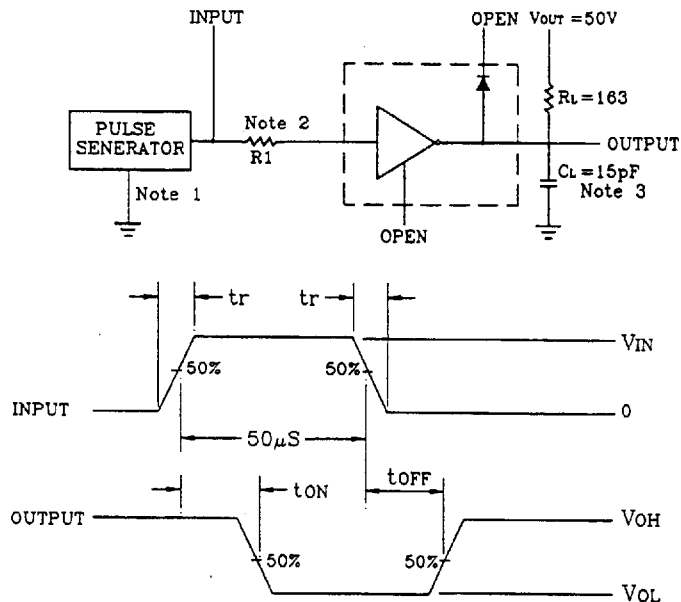 INPUT
OPEN VOUT=50V
Note 2
RL=163
PULSE
SENERATOR
R1
OUTPUT
CL=15pF
Note 1
Note 3
OPEN
tr
tr
VIN
50%
50%
INPUT
0
50μS
tON
tOFF
OUTPUT
VOH
50%
50%
VOL